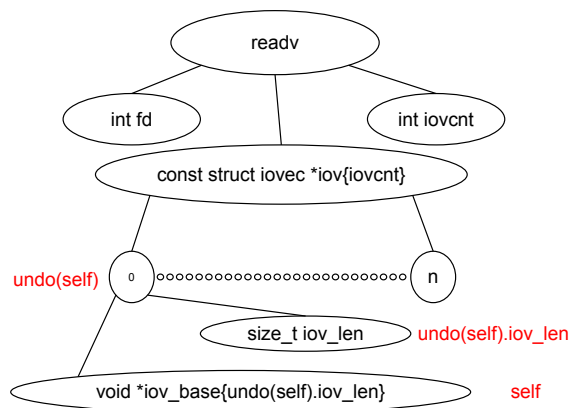 readv
int fd
int iovcnt
const struct iovec *iov{iovcnt}
undo(self)
0
n
size_t iov_len
undo(self).iov_len
void *iov_base{undo(self).iov_len}
self